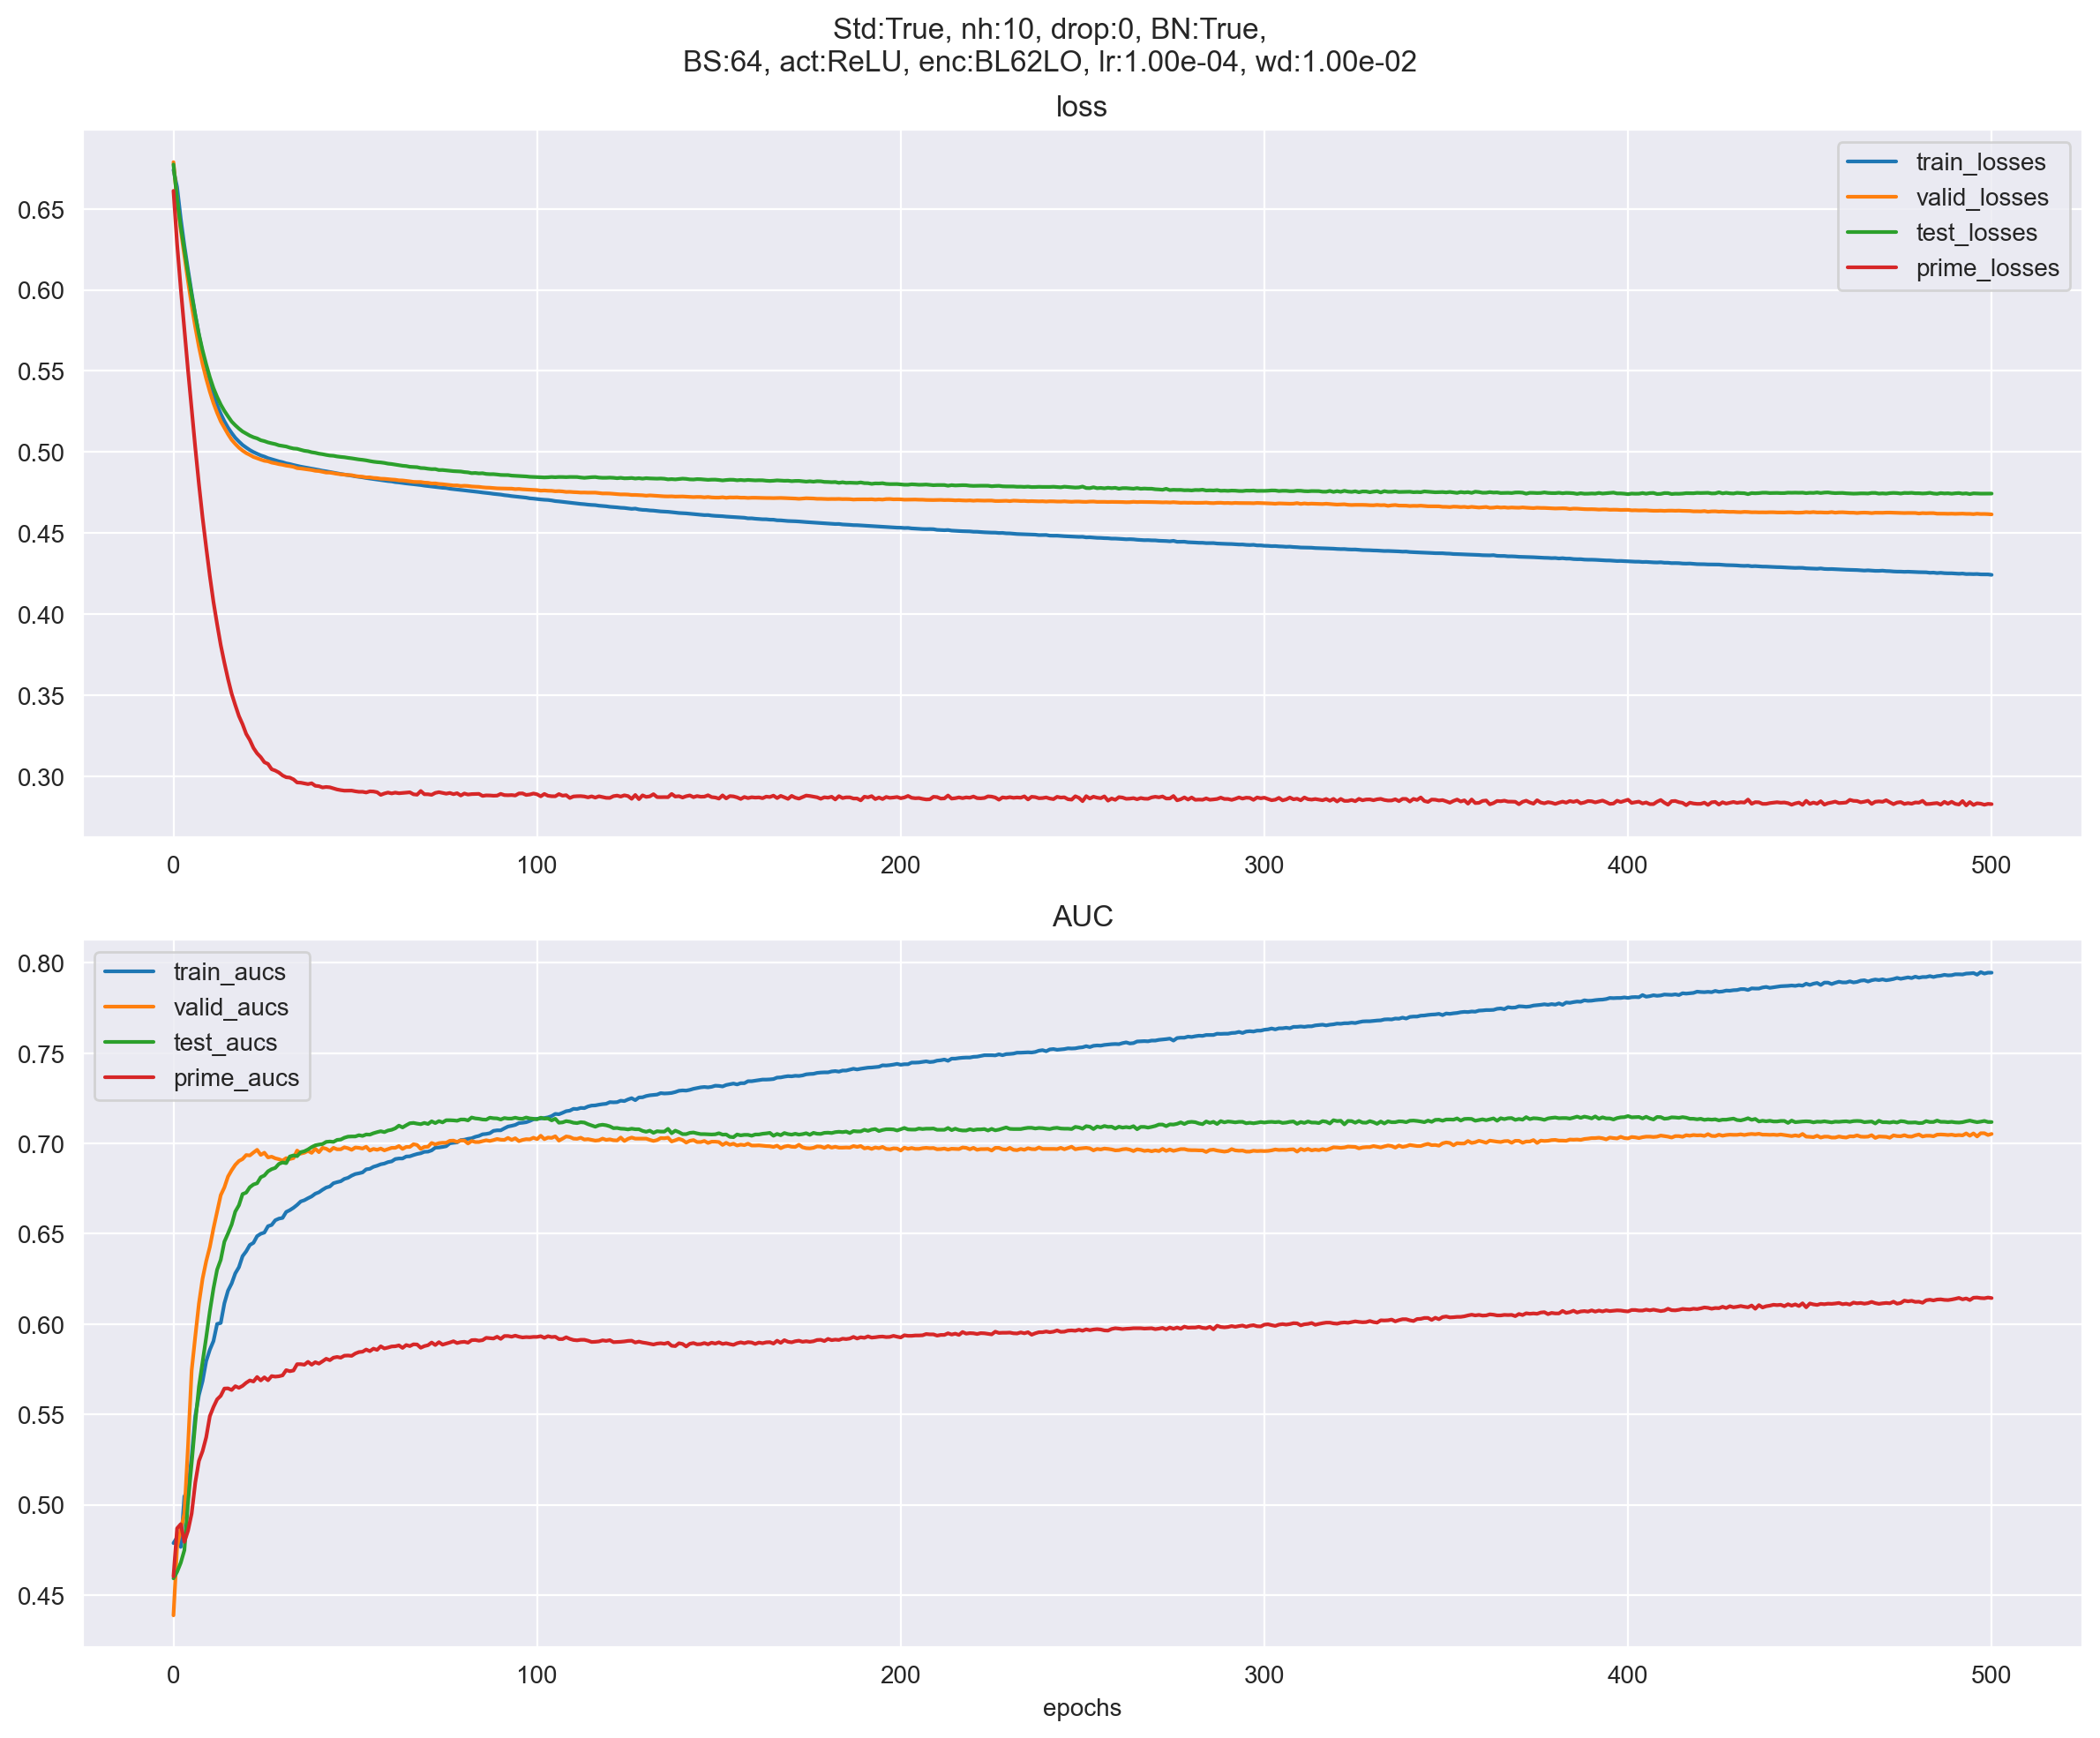 Std:True, nh:10, drop:0, BN:True,
BS:64, act:ReLU, enc:BL62LO, lr:1.00e-04, wd:1.00e-02
loss
train_losses
valid_losses
test_losses
prime_losses
0.65
0.60
0.55
0.50
0.45
0.40
0.35
0.30
0 100 200 300 400 500
AUC
train_aucs
valid_aucs
test_aucs
prime_aucs
0.80
0.75
0.70
0.65
0.60
0.55
0.50
0.45
0 100 200 300 400 500
epochs